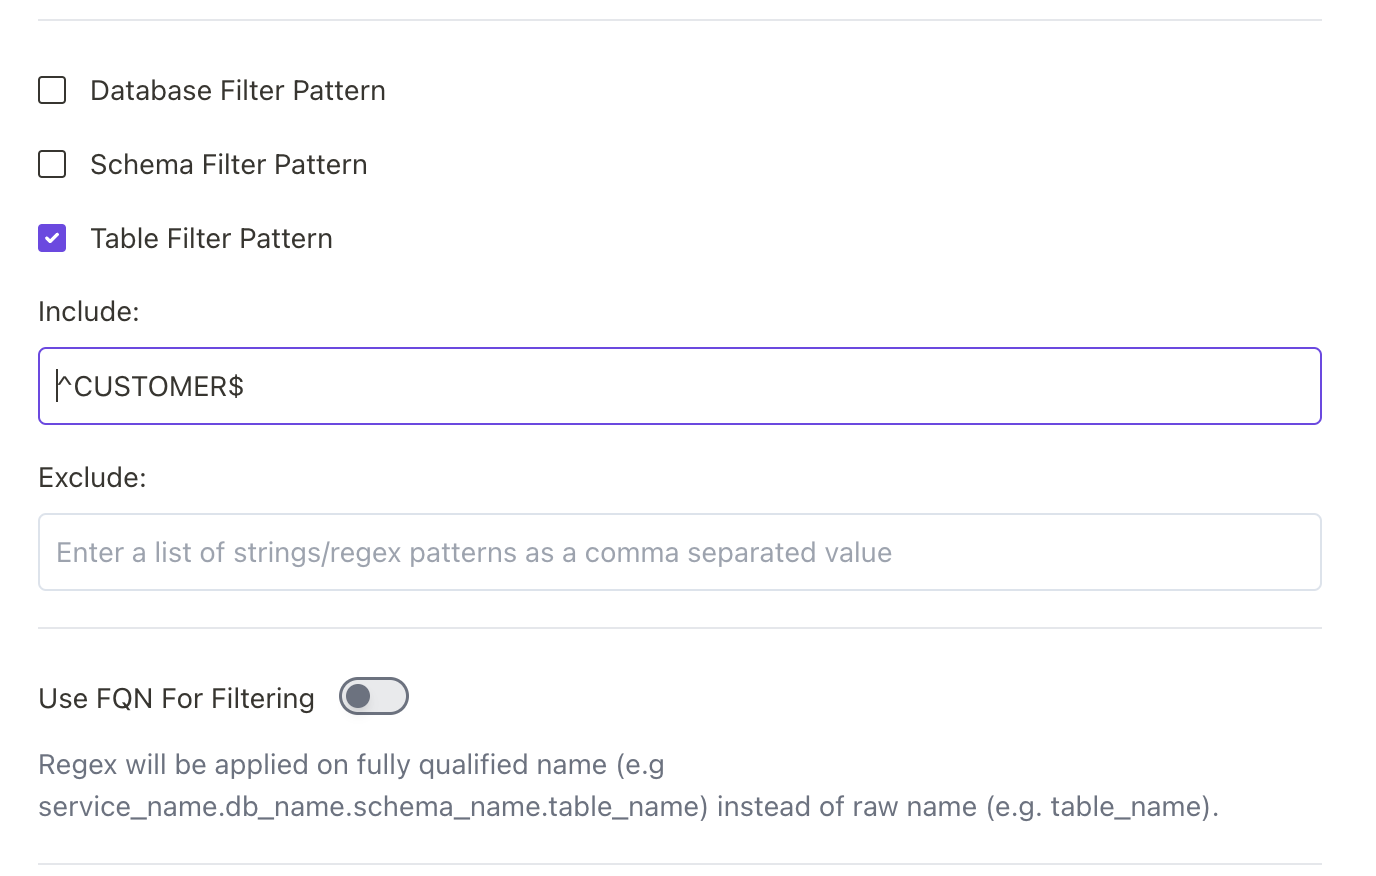 Database Filter Pattern
Schema Filter Pattern
Table Filter Pattern
Include:
^CUSTOMER$
Exclude:
Enter a list of strings/regex patterns as a comma separated value
Use FQN For Filtering
Regex will be applied on fully qualified name (e.g
service_name.db_name.schema_name.table_name) instead of raw name (e.g. table_name).